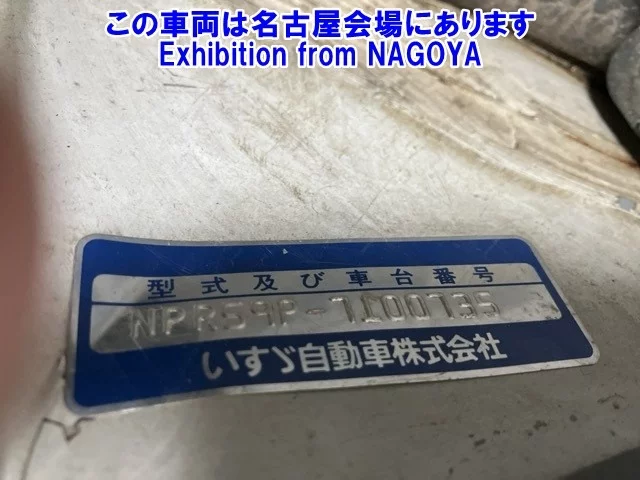 この車両は名古屋会場にあります
Exhibition from NAGOYA
型式及び車台番号
NPR59P-7100735
いすゞ自動車株式会社